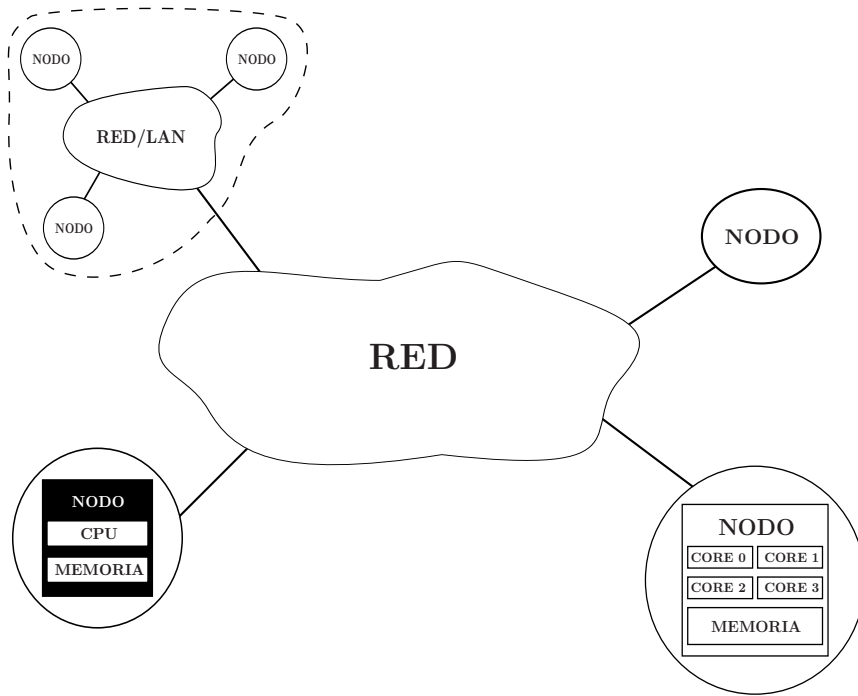 NODO
NODO
RED/LAN
NODO
NODO
RED
NODO
CPU
MEMORIA
NODO
CORE 0
CORE 1
CORE 2
CORE 3
MEMORIA